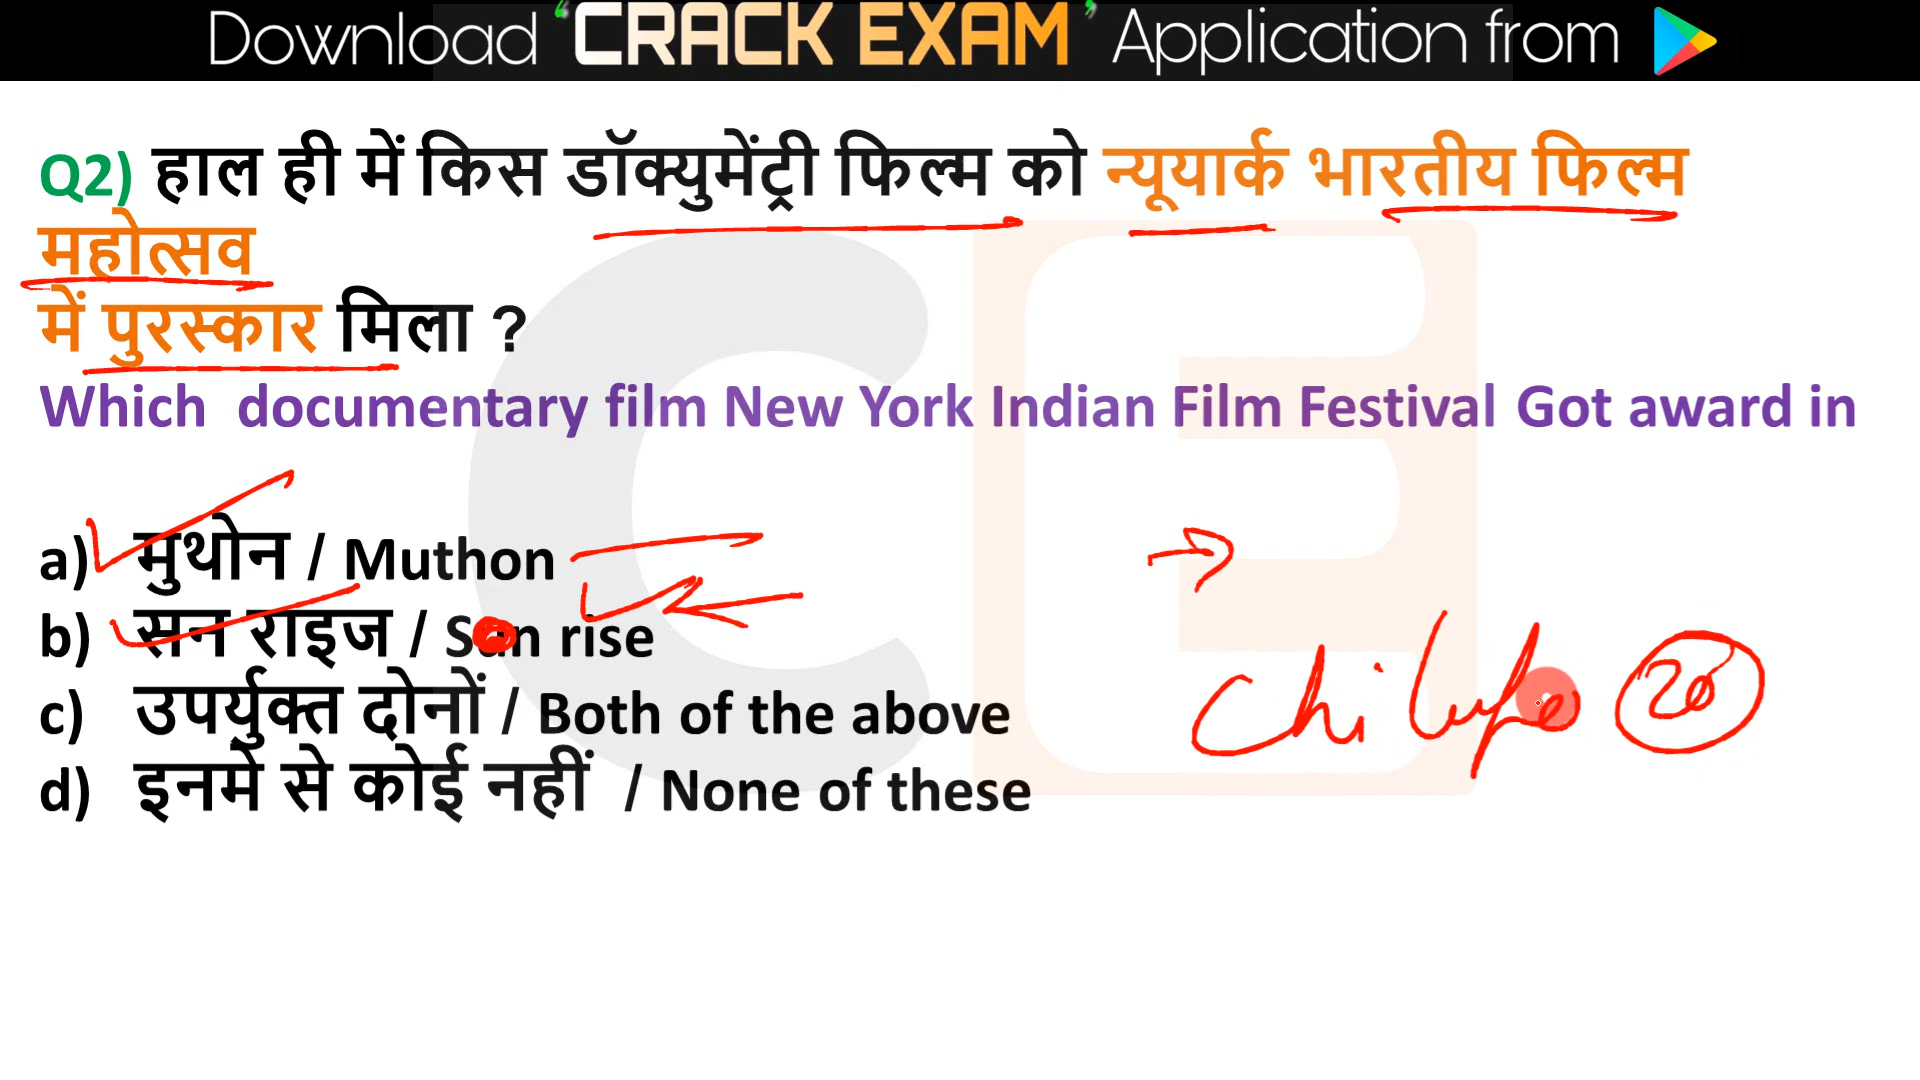 Download ‘CRACK EXAM’ Application from
Q2) हाल ही में किस डॉक्युमेंट्री फिल्म को न्यूयार्क भारतीय फिल्म
महोत्सव
में पुरस्कार मिला ?
Which documentary film New York Indian Film Festival Got award in
a) मुथोन / Muthon
b) सन राइज / Sun rise
c) उपर्युक्त दोनों / Both of the above
d) इनमे से कोई नहीं / None of these